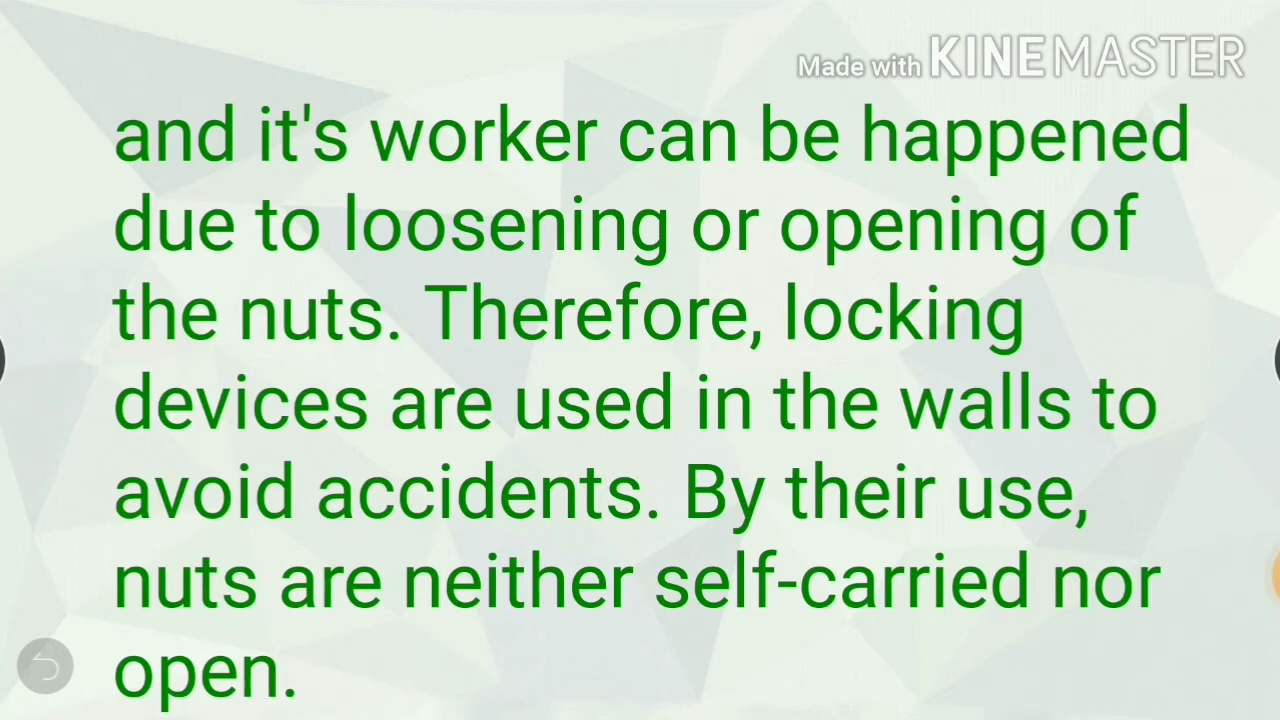 Made with KINEMASTER
and it's worker can be happened
due to loosening or opening of
the nuts. Therefore, locking
devices are used in the walls to
avoid accidents. By their use,
nuts are neither self-carried nor
open.